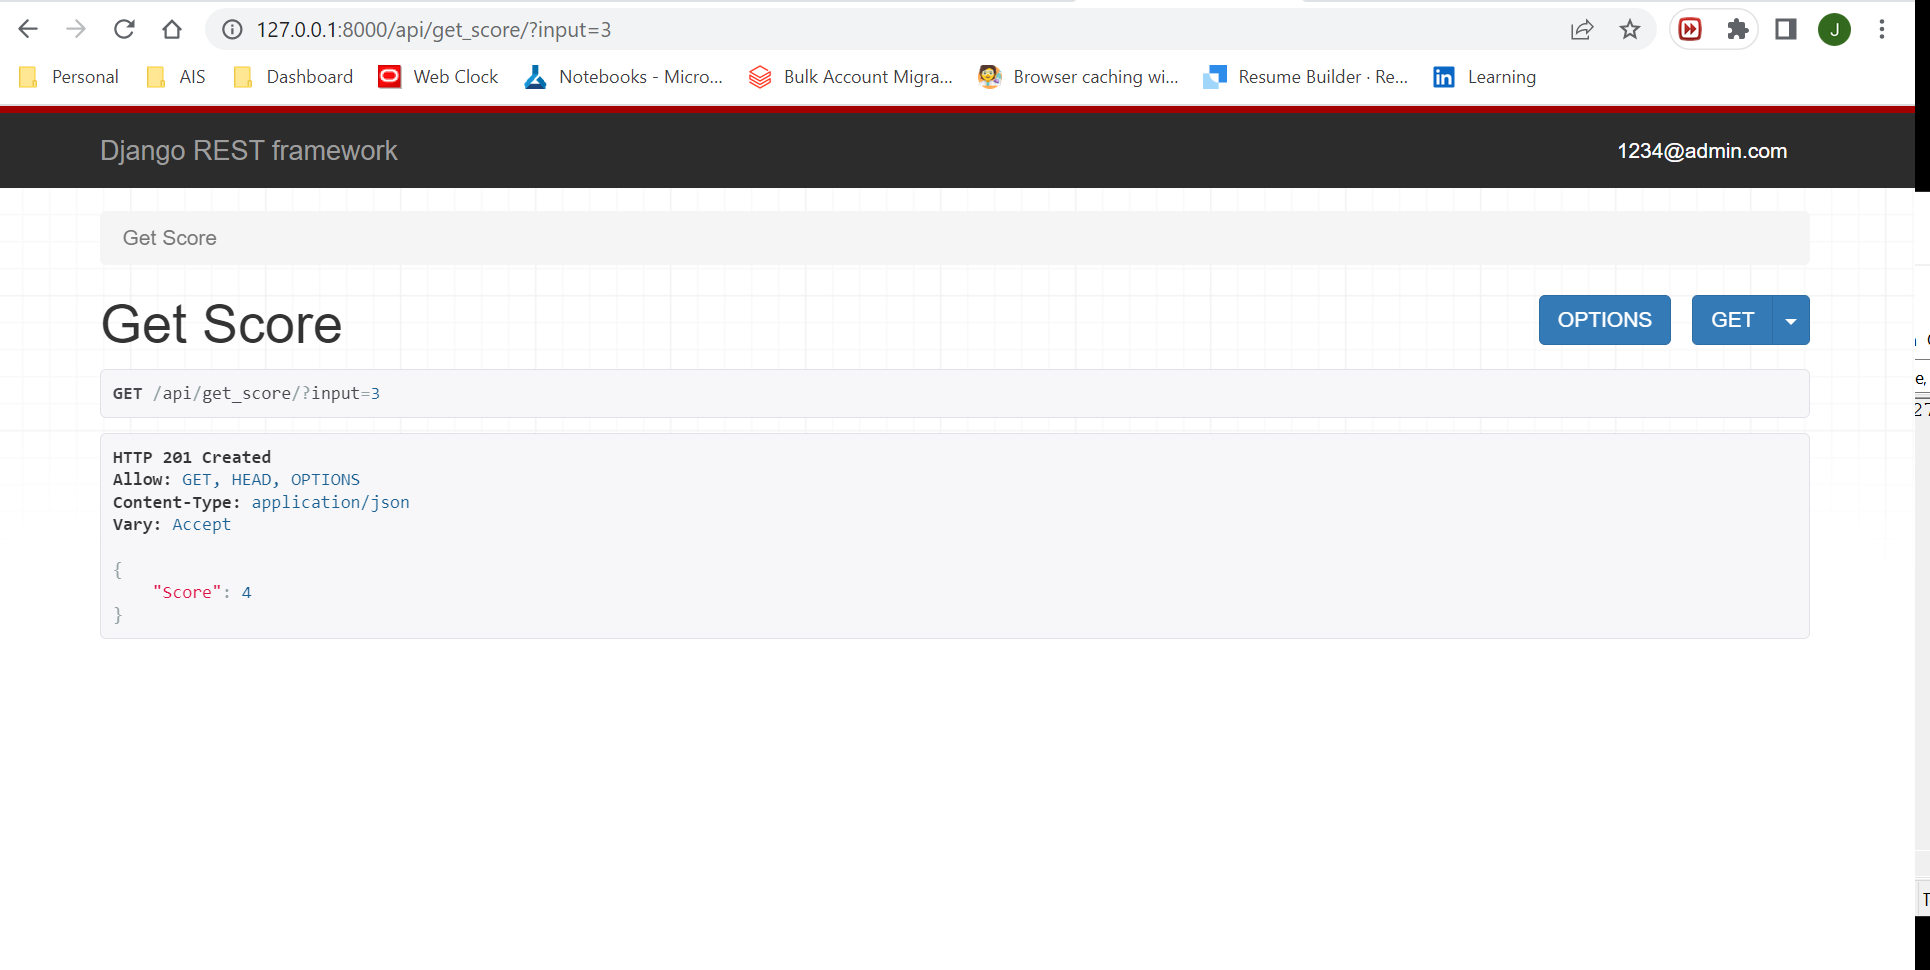 127.0.0.1:8000/api/get_score/?input=3
J
Personal AIS Dashboard Web Clock Notebooks - Micro... Bulk Account Migra... Browser caching wi... Resume Builder · Re... in Learning
Django REST framework 1234@admin.com
Get Score
Get Score OPTIONS GET
GET /api/get_score/?input=3
e,
27
HTTP 201 Created
Allow: GET, HEAD, OPTIONS
Content-Type: application/json
Vary: Accept
{
"Score": 4
}
T